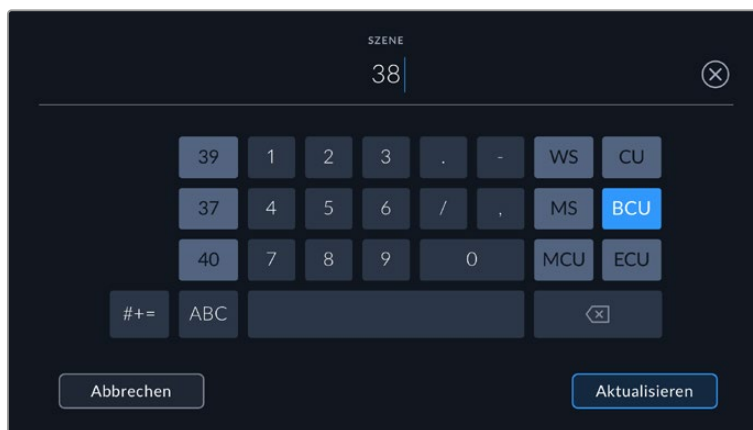 SZENE
38
39 1 2 3 . - WS CU
37 4 5 6 / , MS BCU
40 7 8 9 0 MCU ECU
#+= ABC
Abbrechen Aktualisieren